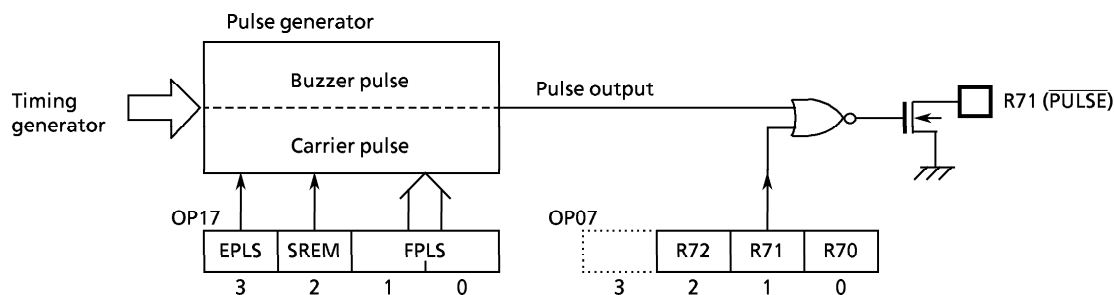 Pulse generator
Buzzer pulse
Timing
generator
Pulse output
R71 (PULSE)
Carrier pulse
OP17
EPLS SREM FPLS
3 2 1 0
OP07
R72 R71 R70
3 2 1 0